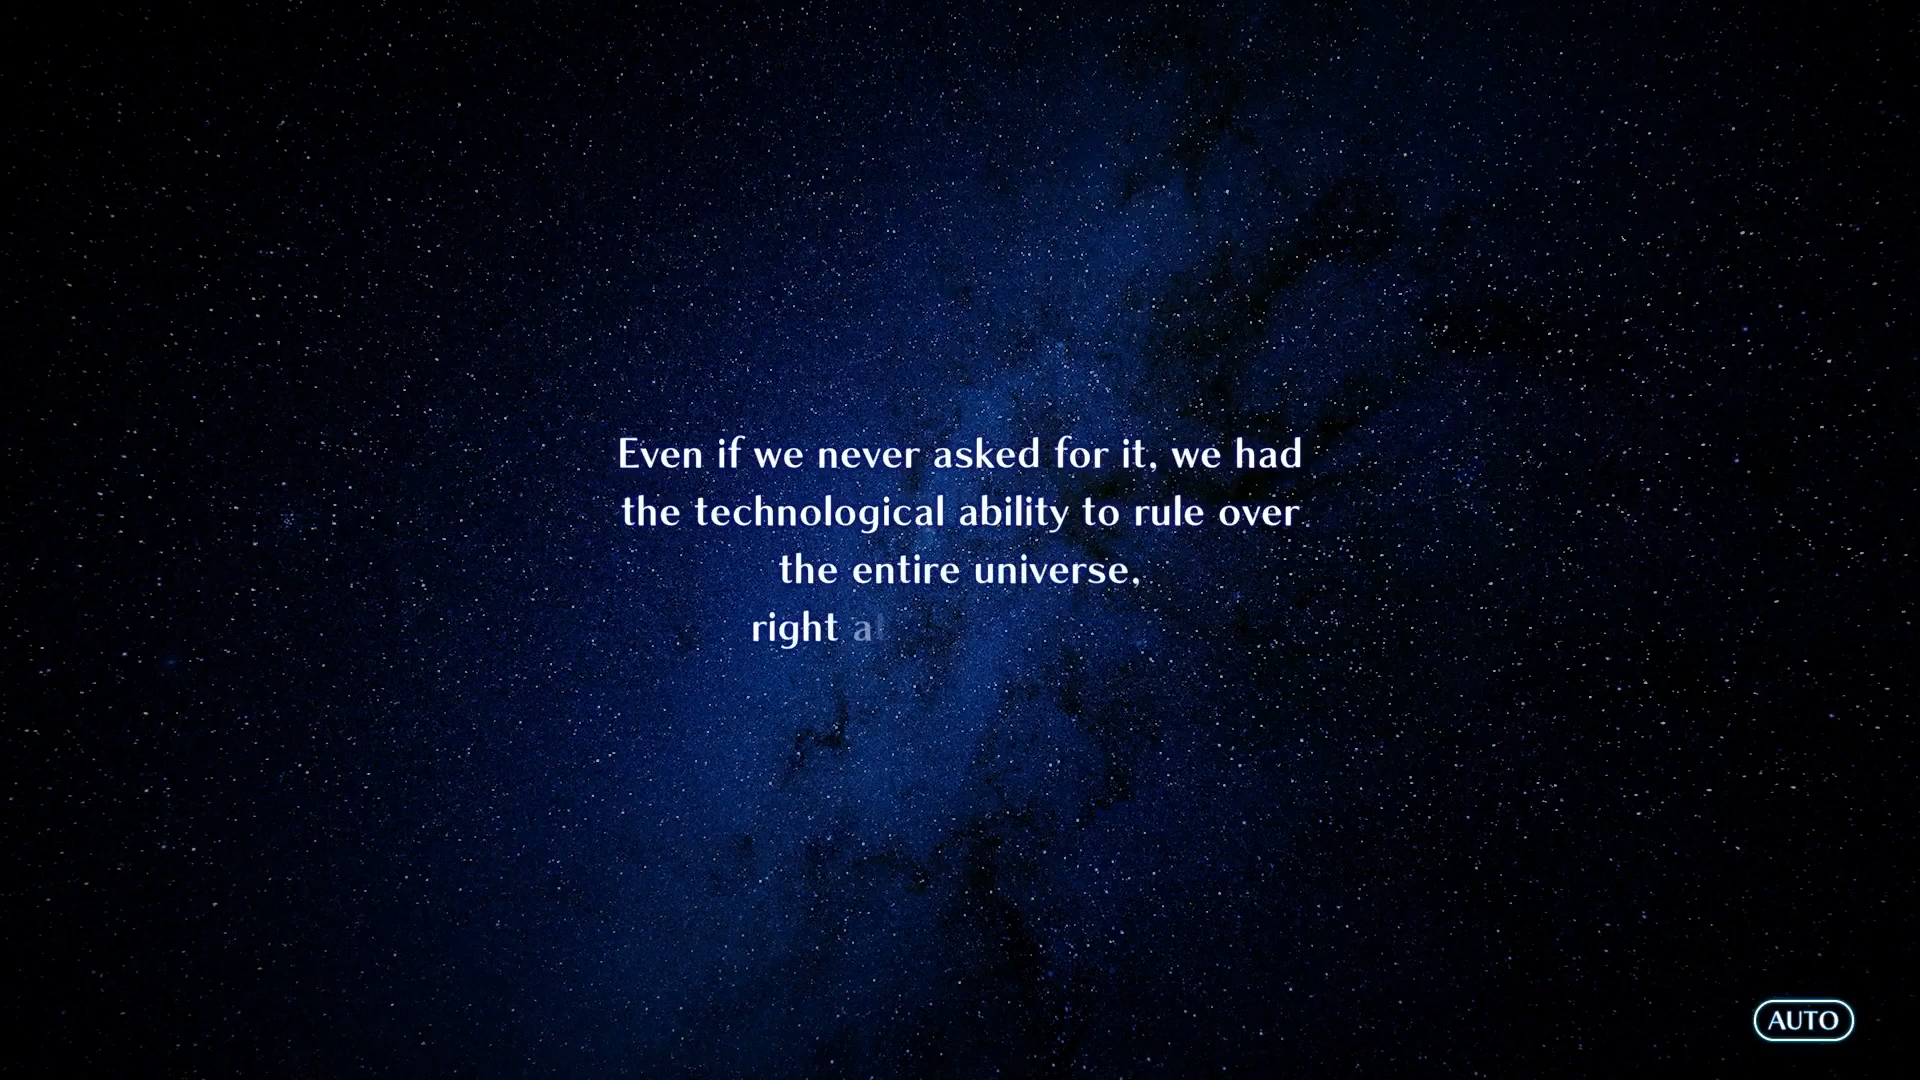 Even if we never asked for it, we had
the technological ability to rule over
the entire universe,
right
AUTO